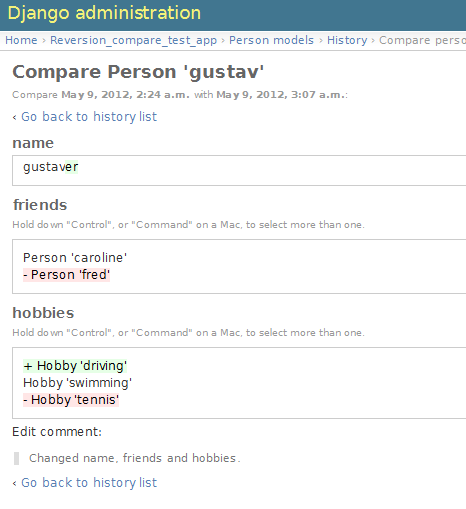 Django administration
Home › Reversion_compare_test_app › Person models › History › Compare perso
Compare Person 'gustav'
Compare May 9, 2012, 2:24 a.m. with May 9, 2012, 3:07 a.m.:
‹ Go back to history list
name
gustaver
friends
Hold down "Control", or "Command" on a Mac, to select more than one.
Person 'caroline'
- Person 'fred'
hobbies
Hold down "Control", or "Command" on a Mac, to select more than one.
+ Hobby 'driving'
Hobby 'swimming'
- Hobby 'tennis'
Edit comment:
Changed name, friends and hobbies.
‹ Go back to history list